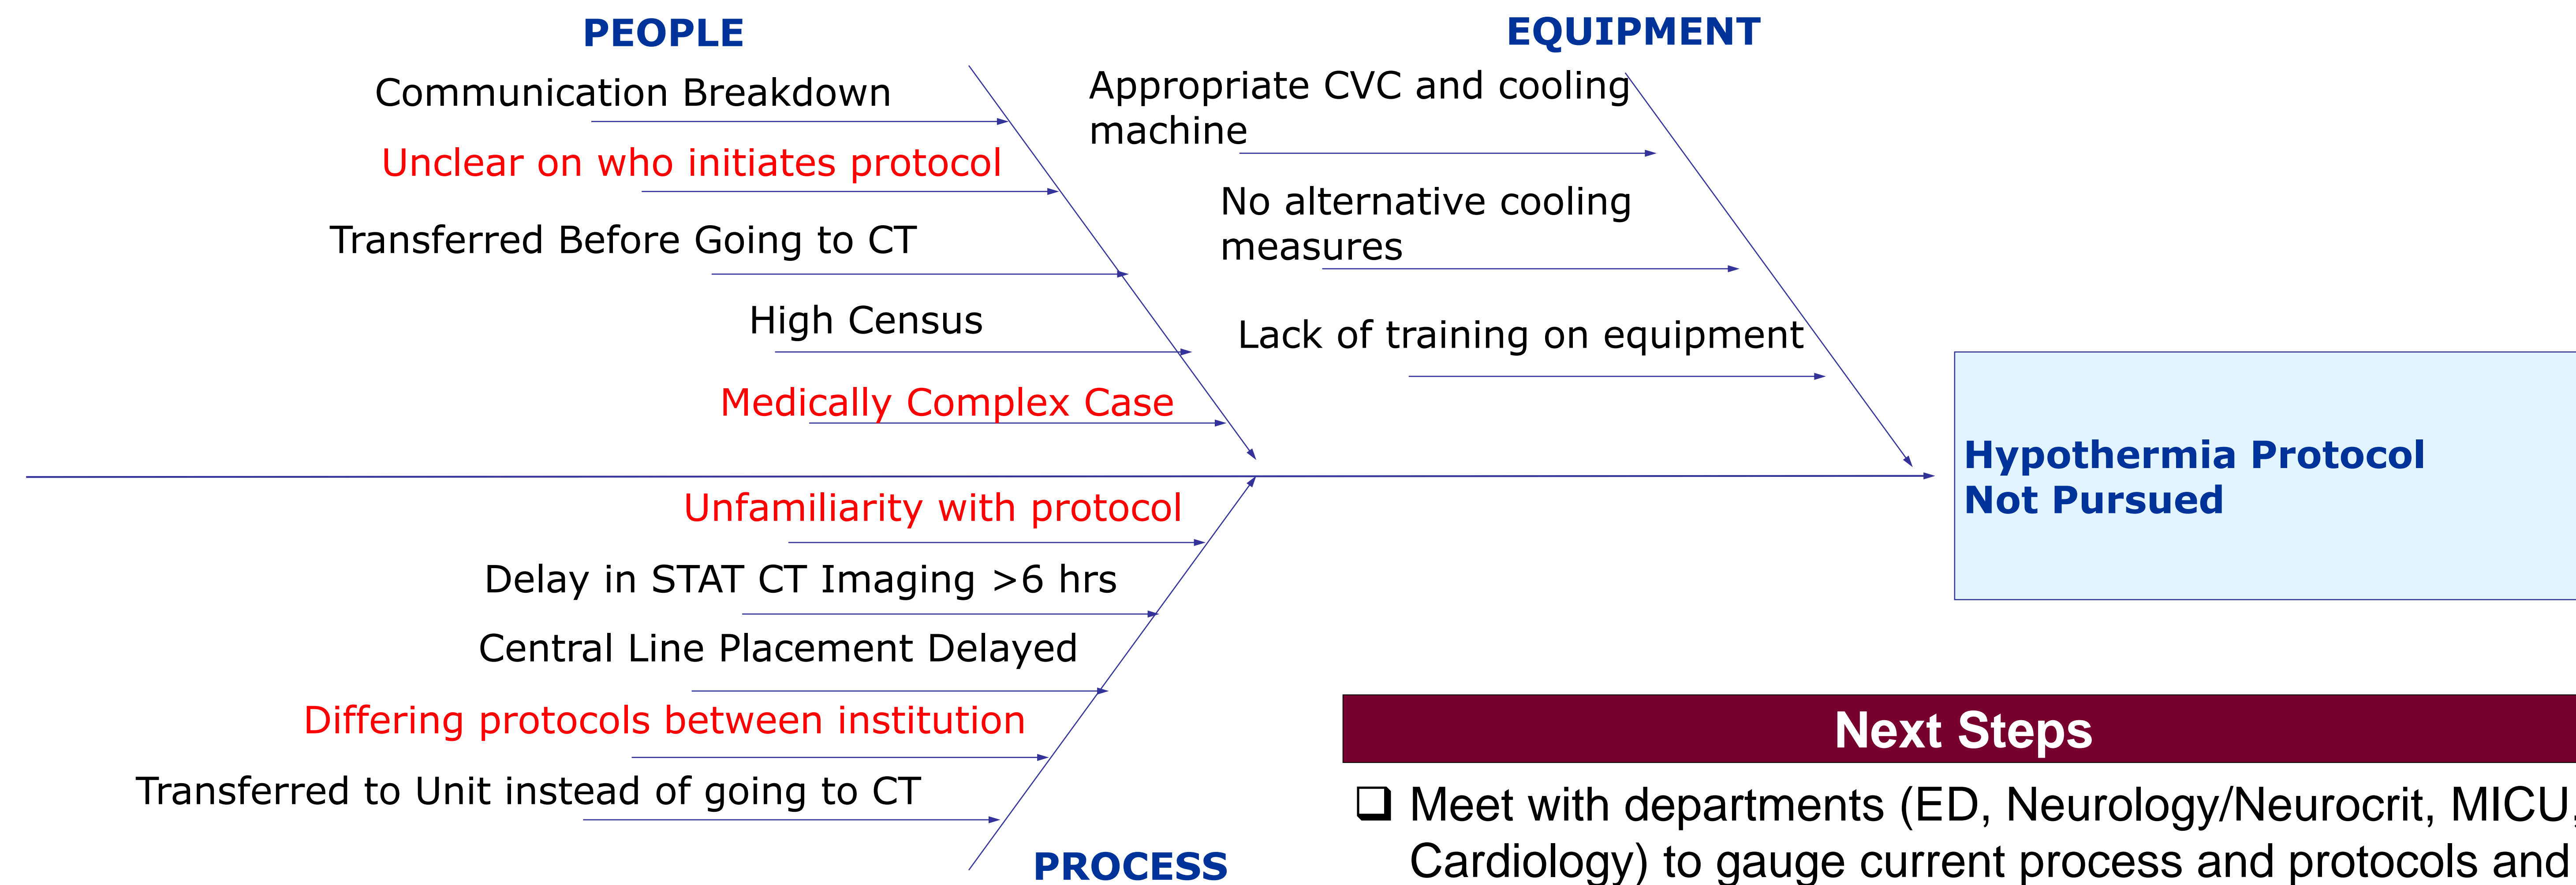 PEOPLE
Communication Breakdown
Unclear on who initiates protocol
Transferred Before Going to CT
High Census
Medically Complex Case
EQUIPMENT
Appropriate CVC and cooling
machine
No alternative cooling
measures
Lack of training on equipment
Hypothermia Protocol
Not Pursued
Unfamiliarity with protocol
Delay in STAT CT Imaging >6 hrs
Central Line Placement Delayed
Differing protocols between institution
Transferred to Unit instead of going to CT
PROCESS
Next Steps
❑ Meet with departments (ED, Neurology/Neurocrit, MICU,
Cardiology) to gauge current process and protocols and